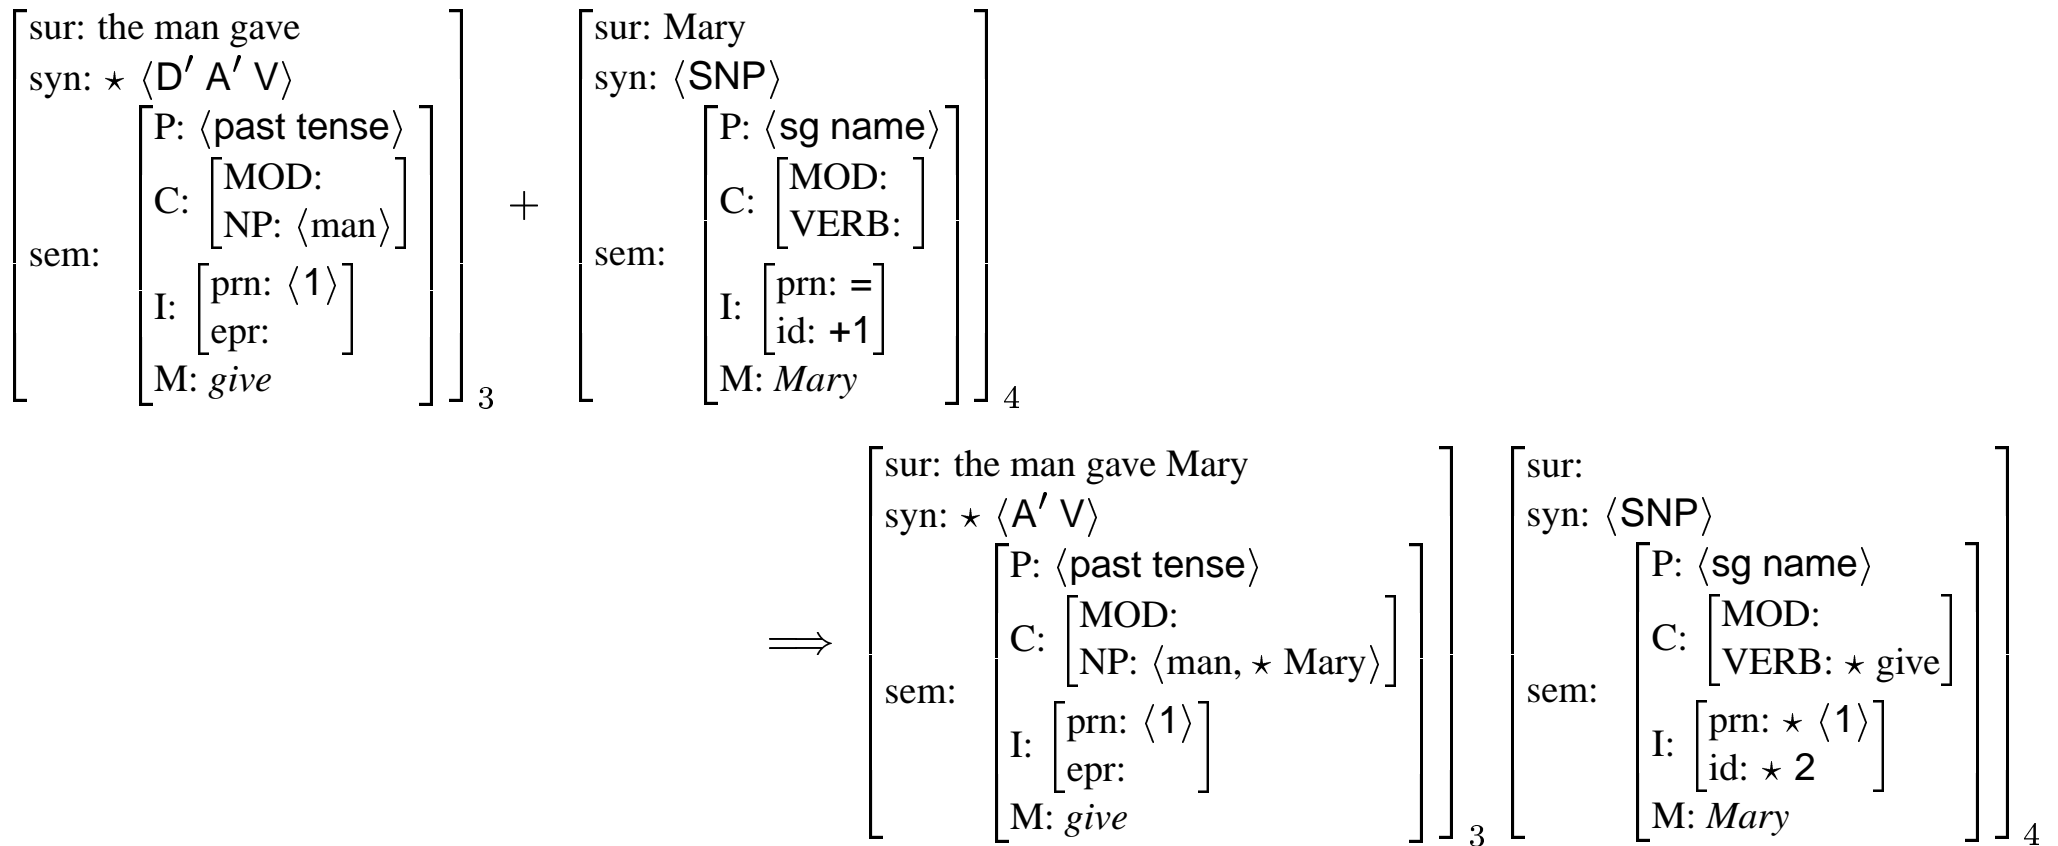 sur: the man gave
syn: ⋆ ⟨D′ A′ V⟩
sem:
P: ⟨past tense⟩
C:
MOD:
NP: ⟨man⟩
I:
prn: ⟨1⟩
epr:
M: give
3
+
sur: Mary
syn: ⟨SNP⟩
sem:
P: ⟨sg name⟩
C:
MOD:
VERB:
I:
prn: =
id: +1
M: Mary
4
⟹
sur: the man gave Mary
syn: ⋆ ⟨A′ V⟩
sem:
P: ⟨past tense⟩
C:
MOD:
NP: ⟨man, ⋆ Mary⟩
I:
prn: ⟨1⟩
epr:
M: give
3
sur:
syn: ⟨SNP⟩
sem:
P: ⟨sg name⟩
C:
MOD:
VERB: ⋆ give
I:
prn: ⋆ ⟨1⟩
id: ⋆ 2
M: Mary
4